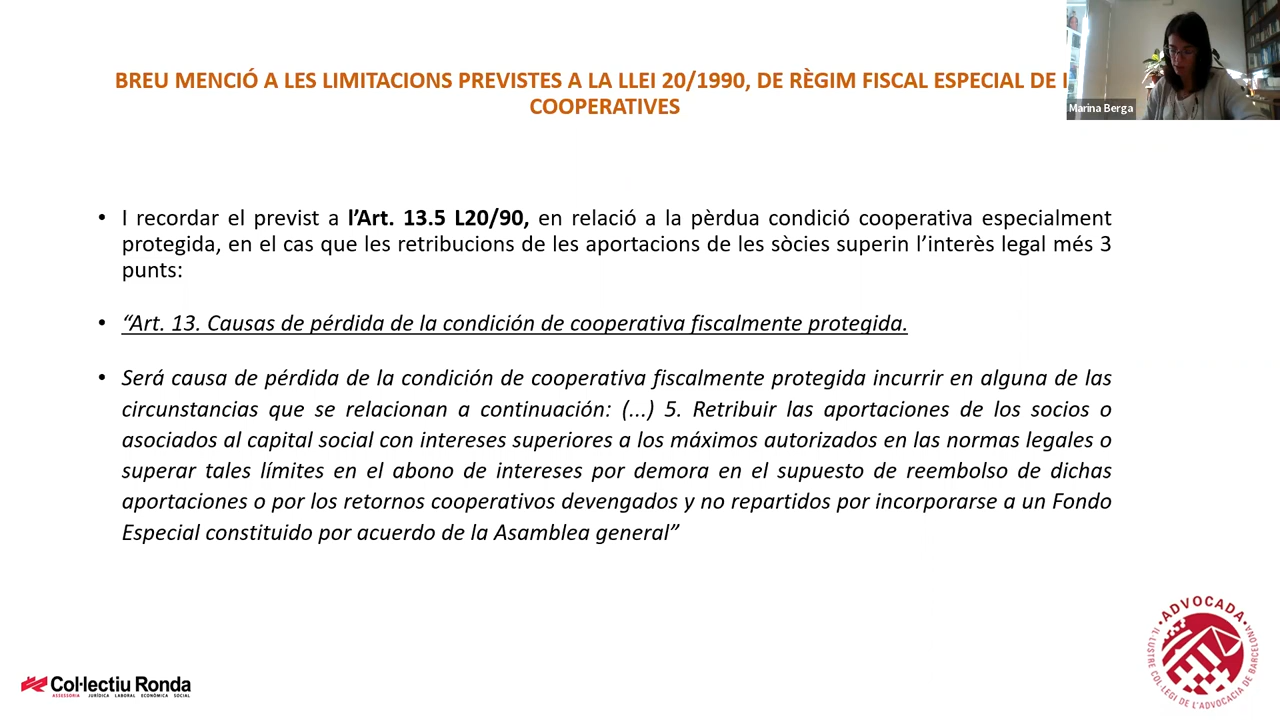 BREU MENCIÓ A LES LIMITACIONS PREVISTES A LA LLEI 20/1990, DE RÈGIM FISCAL ESPECIAL DE
COOPERATIVES
Marina Berga
• I recordar el previst a l’Art. 13.5 L20/90, en relació a la pèrdua condició cooperativa especialment
protegida, en el cas que les retribucions de les aportacions de les sòcies superin l’interès legal més 3
punts:
• “Art. 13. Causas de pérdida de la condición de cooperativa fiscalmente protegida.
• Será causa de pérdida de la condición de cooperativa fiscalmente protegida incurrir en alguna de las
circunstancias que se relacionan a continuación: (...) 5. Retribuir las aportaciones de los socios o
asociados al capital social con intereses superiores a los máximos autorizados en las normas legales o
superar tales límites en el abono de intereses por demora en el supuesto de reembolso de dichas
aportaciones o por los retornos cooperativos devengados y no repartidos por incorporarse a un Fondo
Especial constituido por acuerdo de la Asamblea general”
Col·lectiu Ronda
ASSESSORIA JURÍDICA LABORAL ECONÒMICA SOCIAL
·ADVOCADA·
IL·LUSTRE COL·LEGI DE L'ADVOCACIA DE BARCELONA